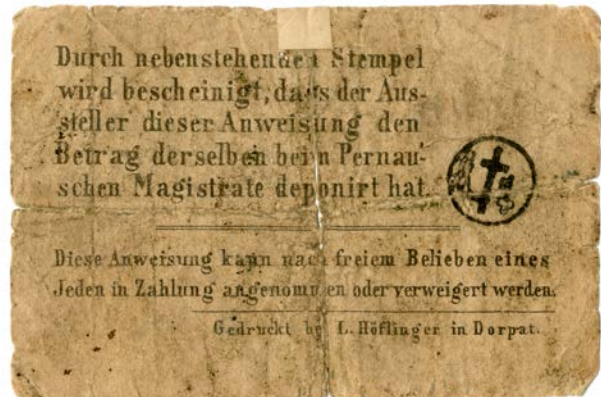 Durch nebenstehenden Stempel
wird bescheinigt, dass der Aus-
steller dieser Anweisung den
Betrag derselben beim Pernau-
schen Magistrate deponirt hat.
Diese Anweisung kann nach freiem Belieben eines
Jeden in Zahlung angenommen oder verweigert werden.
Gedruckt bei L. Höflinger in Dorpat.